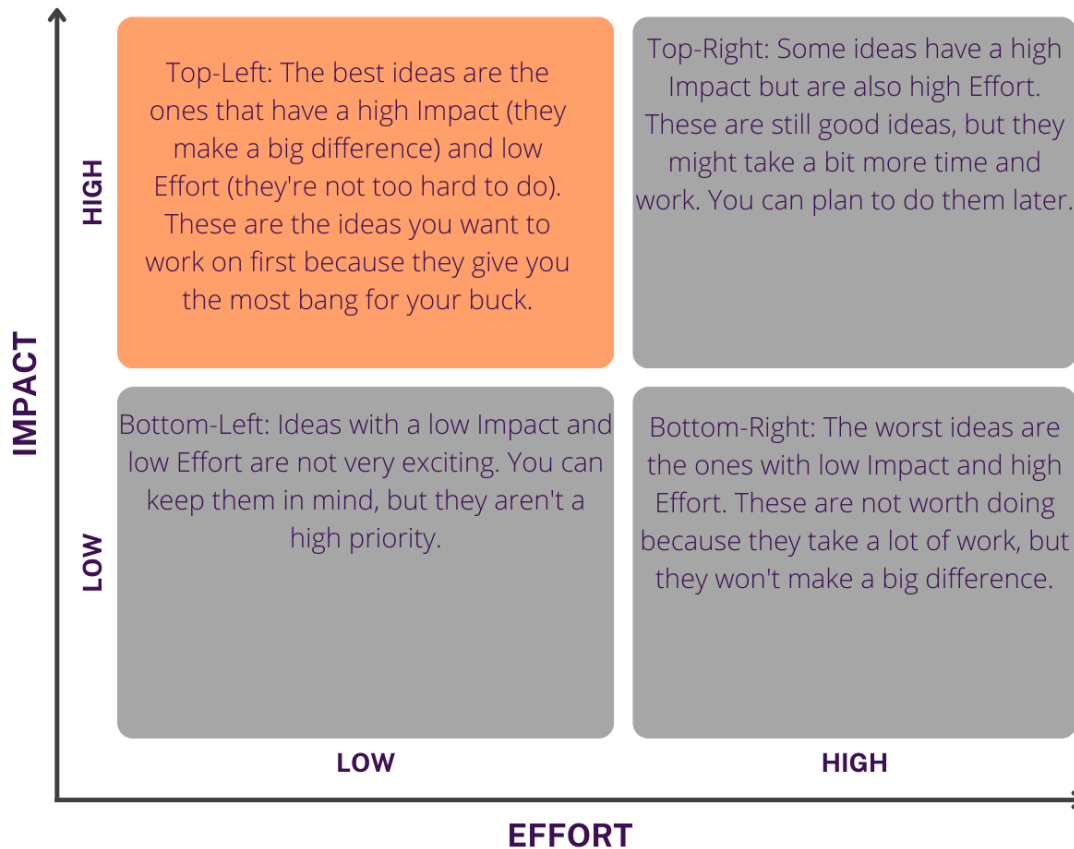 Top-Left: The best ideas are the
ones that have a high Impact (they
make a big difference) and low
Effort (they're not too hard to do).
These are the ideas you want to
work on first because they give you
the most bang for your buck.
Top-Right: Some ideas have a high
Impact but are also high Effort.
These are still good ideas, but they
might take a bit more time and
work. You can plan to do them later.
HIGH
IMPACT
Bottom-Left: Ideas with a low Impact and
low Effort are not very exciting. You can
keep them in mind, but they aren't a
high priority.
Bottom-Right: The worst ideas are
the ones with low Impact and high
Effort. These are not worth doing
because they take a lot of work, but
they won't make a big difference.
LOW
LOW
HIGH
EFFORT